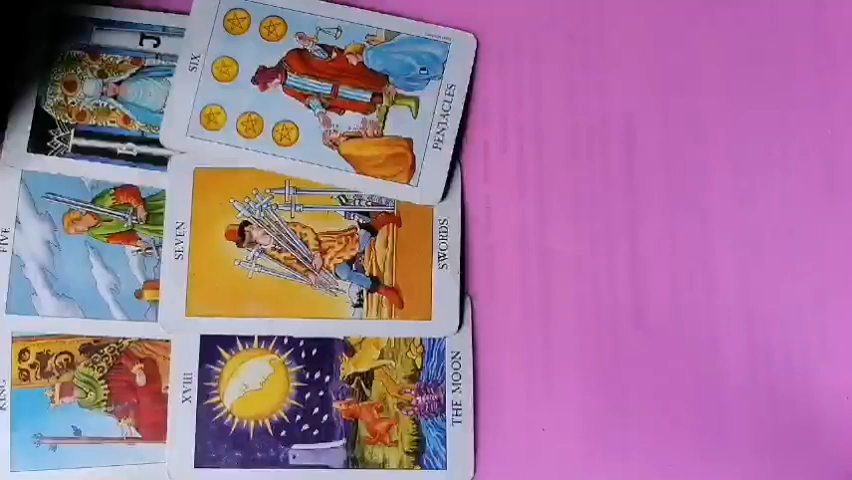 SIX
PENTACLES
FIVE
SEVEN
SWORDS
KING
XVIII
THE MOON